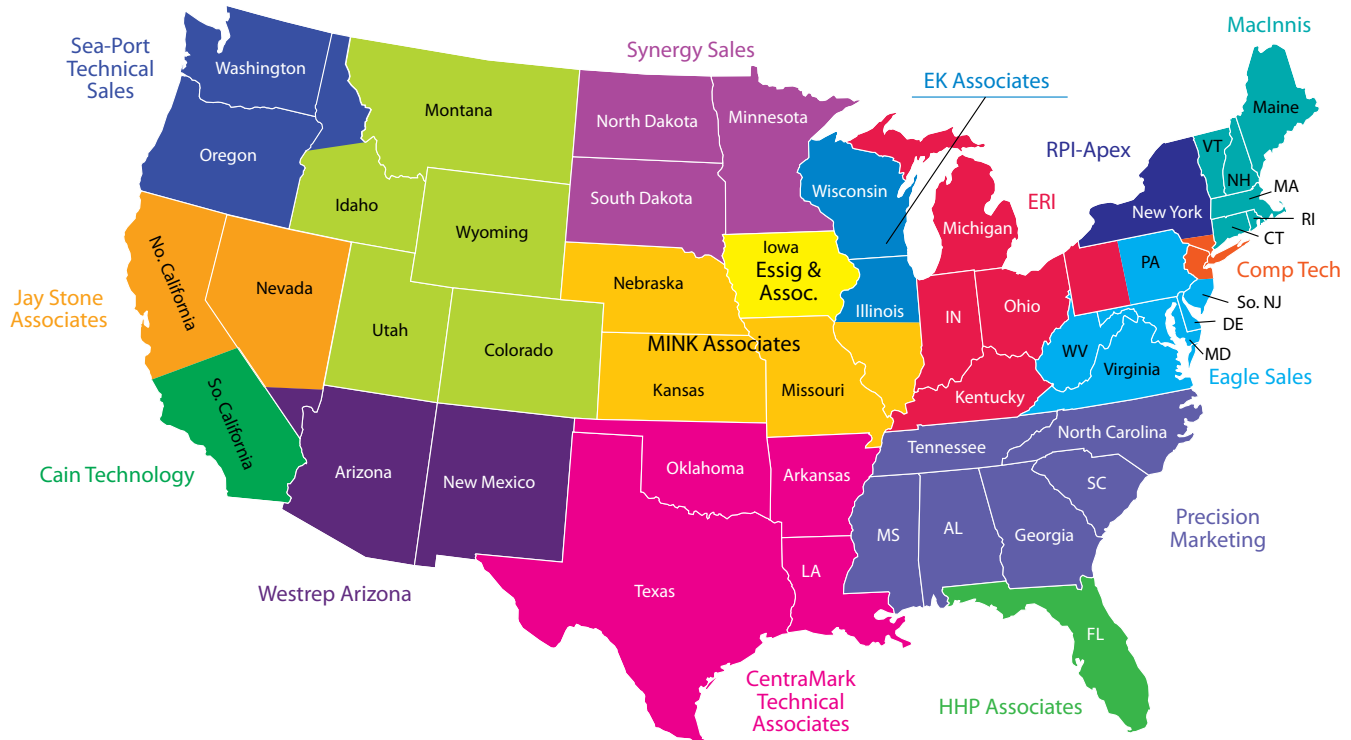 MacInnis
Sea-Port
Technical
Sales
Synergy Sales
EK Associates
Washington
Montana
North Dakota
Minnesota
Maine
RPI-Apex
VT
Oregon
NH
MA
Idaho
South Dakota
Wisconsin
ERI
New York
RI
CT
Wyoming
Michigan
No. California
Iowa
Essig &
Assoc.
PA
Comp Tech
Jay Stone
Associates
Nevada
Nebraska
Illinois
IN
Ohio
So. NJ
DE
MD
Utah
Colorado
MINK Associates
WV
Virginia
Eagle Sales
Kansas
Missouri
Kentucky
So. California
Cain Technology
Arizona
New Mexico
Oklahoma
Arkansas
Tennessee
North Carolina
SC
Precision
Marketing
MS
AL
Georgia
LA
Westrep Arizona
Texas
FL
CentraMark
Technical
Associates
HHP Associates